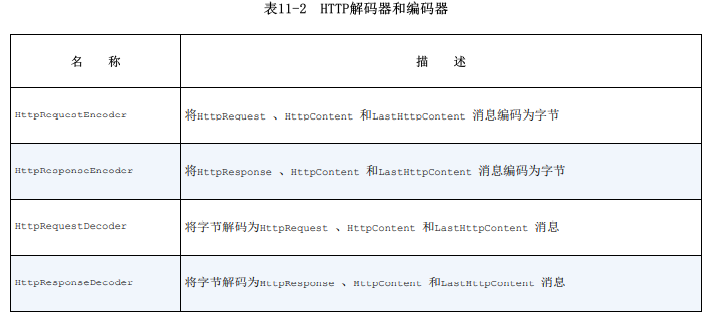 表11-2 HTTP解码器和编码器
名 称 描 述
HttpRequestEncoder 将HttpRequest 、HttpContent 和LastHttpContent 消息编码为字节
HttpResponseEncoder 将HttpResponse 、HttpContent 和LastHttpContent 消息编码为字节
HttpRequestDecoder 将字节解码为HttpRequest 、HttpContent 和LastHttpContent 消息
HttpResponseDecoder 将字节解码为HttpResponse 、HttpContent 和LastHttpContent 消息